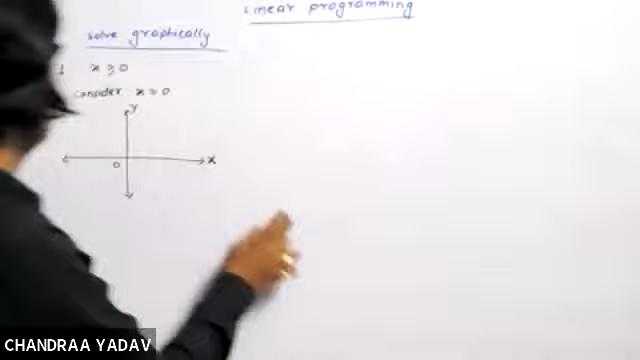 Linear programming
solve graphically
1 x ≥ 0
consider x = 0
Y
0
X
CHANDRAA YADAV